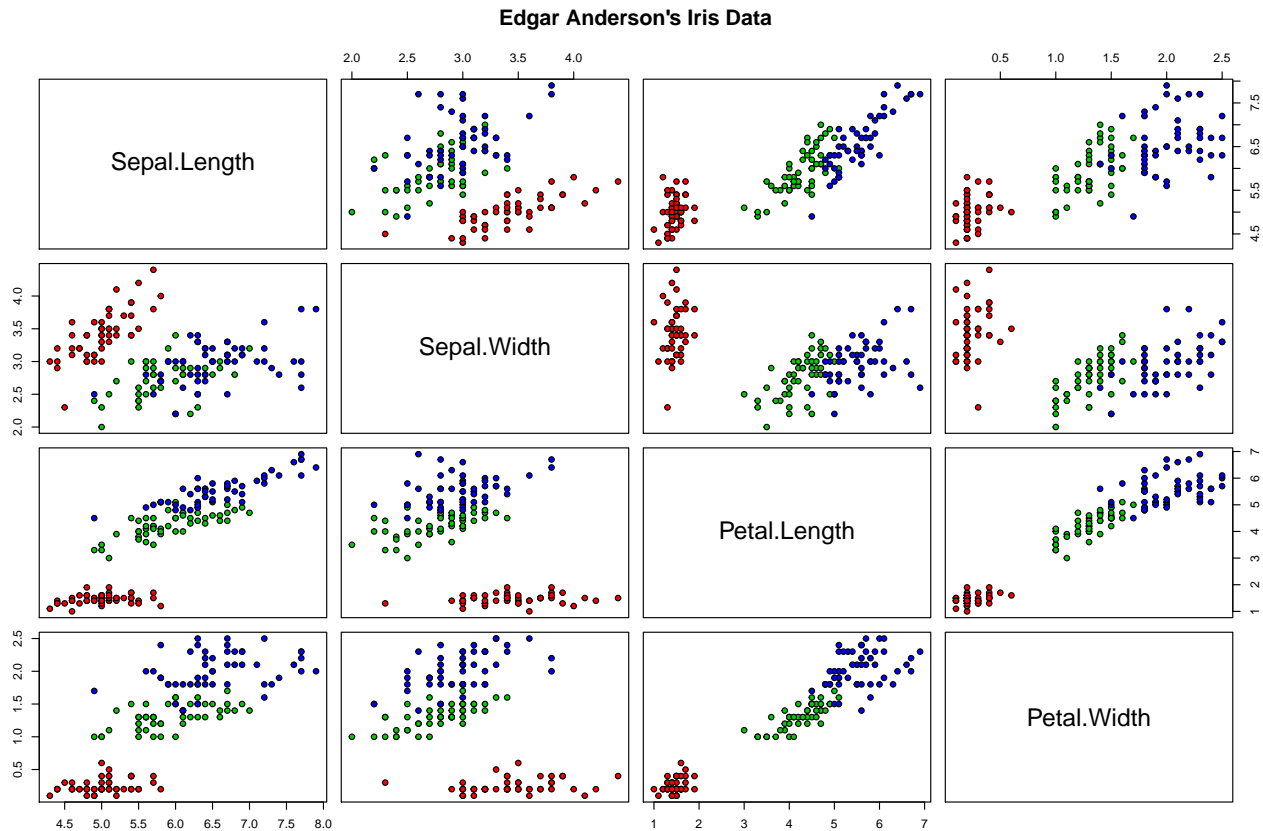 Edgar Anderson's Iris Data
2.0 2.5 3.0 3.5 4.0
0.5 1.0 1.5 2.0 2.5
Sepal.Length
4.5 5.5 6.5 7.5
2.0 2.5 3.0 3.5 4.0
Sepal.Width
Petal.Length
1 2 3 4 5 6 7
0.5 1.0 1.5 2.0 2.5
Petal.Width
4.5 5.0 5.5 6.0 6.5 7.0 7.5 8.0
1 2 3 4 5 6 7